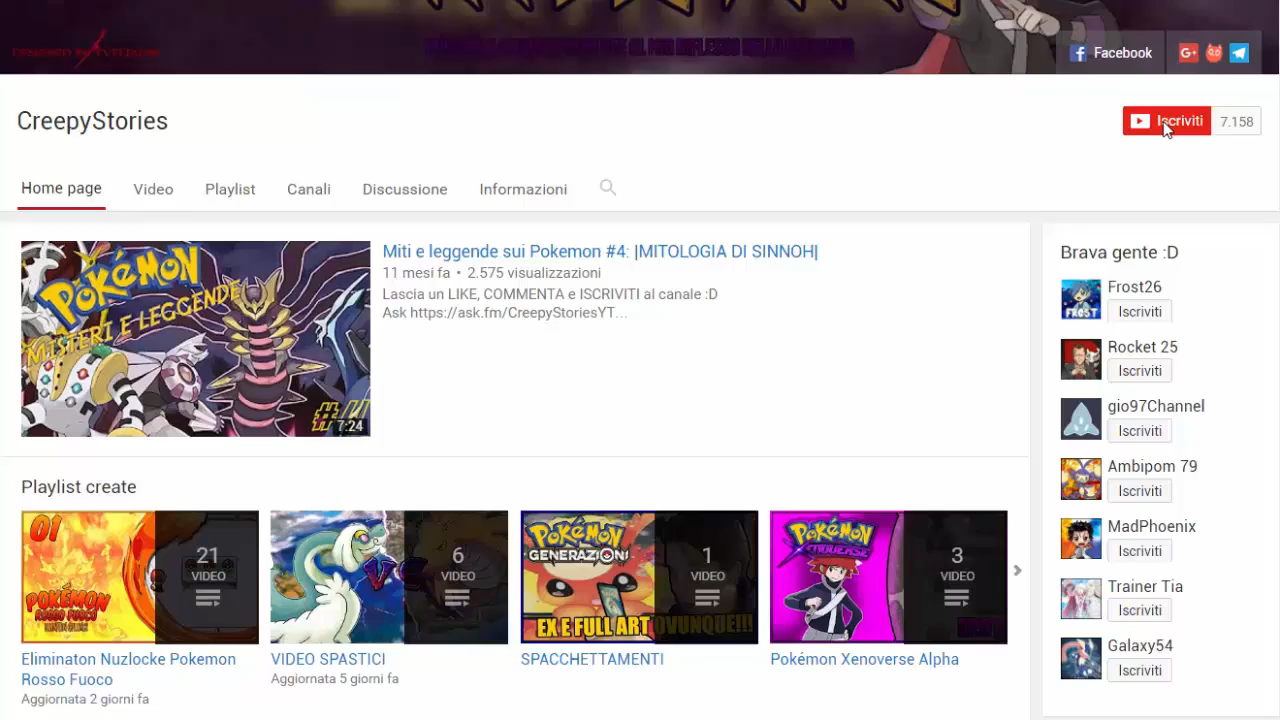 Facebook
CreepyStories
Iscriviti 7.158
Home page Video Playlist Canali Discussione Informazioni
POKÉMON
MISTERI E LEGGENDE
#4
7:24
Miti e leggende sui Pokemon #4: |MITOLOGIA DI SINNOH|
11 mesi fa • 2.575 visualizzazioni
Lascia un LIKE, COMMENTA e ISCRIVITI al canale :D
Ask https://ask.fm/CreepyStoriesYT…
Playlist create
01
POKÉMON
ROSSO FUOCO
21
VIDEO
Eliminaton Nuzlocke Pokemon
Rosso Fuoco
Aggiornata 2 giorni fa
6
VIDEO
VIDEO SPASTICI
Aggiornata 5 giorni fa
POKÉMON
GENERAZIONI
EX E FULL ART OVUNQUE!!!
1
VIDEO
SPACCHETTAMENTI
POKÉMON
XENOVERSE
3
VIDEO
Pokémon Xenoverse Alpha
Brava gente :D
Frost26
FROST
Iscriviti
Rocket 25
Iscriviti
gio97Channel
Iscriviti
Ambipom 79
Iscriviti
MadPhoenix
Iscriviti
Trainer Tia
Iscriviti
Galaxy54
Iscriviti